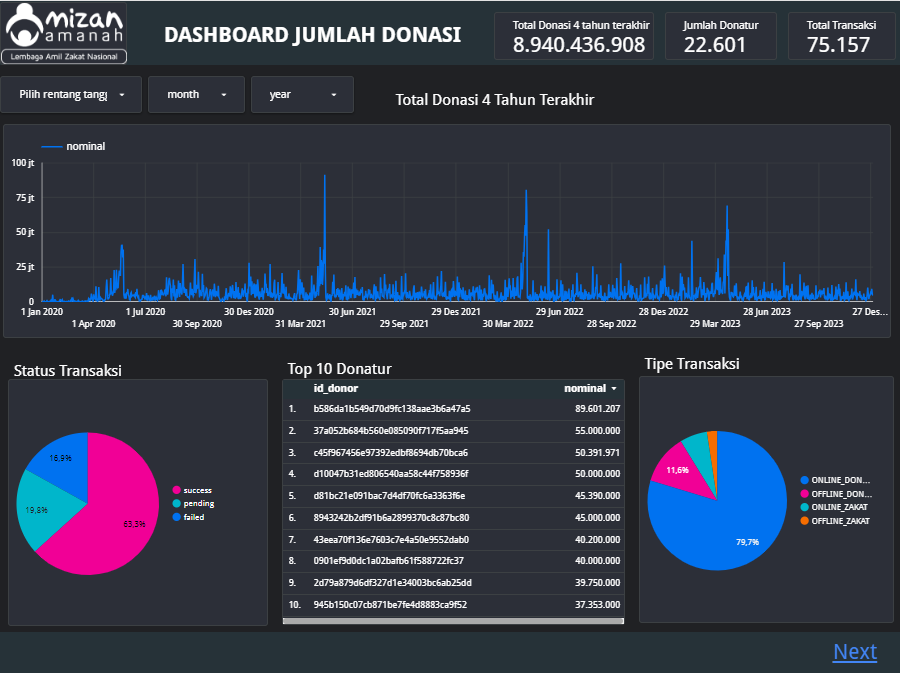 mizan
amanah
Lembaga Amil Zakat Nasional
DASHBOARD JUMLAH DONASI
Total Donasi 4 tahun terakhir
8.940.436.908
Jumlah Donatur
22.601
Total Transaksi
75.157
Pilih rentang tangg
month
year
Total Donasi 4 Tahun Terakhir
nominal
100 jt
75 jt
50 jt
25 jt
0
1 Jan 2020
1 Apr 2020
1 Jul 2020
30 Sep 2020
30 Des 2020
31 Mar 2021
30 Jun 2021
29 Sep 2021
29 Des 2021
30 Mar 2022
29 Jun 2022
28 Sep 2022
28 Des 2022
29 Mar 2023
28 Jun 2023
27 Sep 2023
27 Des...
Status Transaksi
16,9%
19,8%
63,3%
success
pending
failed
Top 10 Donatur
id_donor nominal
1. b586da1b549d70d9fc138aae3b6a47a5 89.601.207
2. 37a052b684b560e085090f717f5aa945 55.000.000
3. c45f967456e97392edbf8694db70bca6 50.391.971
4. d10047b31ed806540aa58c44f758936f 50.000.000
5. d81bc21e091bac7d4df70fc6a3363f6e 45.390.000
6. 8943242b2df91b6a2899370c8c87bc80 45.000.000
7. 43eea70f136e7603c7e4a50e9552dab0 40.200.000
8. 0901ef9d0dc1a02bafb61f588722fc37 40.000.000
9. 2d79a879d6df327d1e34003bc6ab25dd 39.750.000
10. 945b150c07cb871be7fe4d8883ca9f52 37.353.000
Tipe Transaksi
11,6%
79,7%
ONLINE_DON...
OFFLINE_DON...
ONLINE_ZAKAT
OFFLINE_ZAKAT
Next